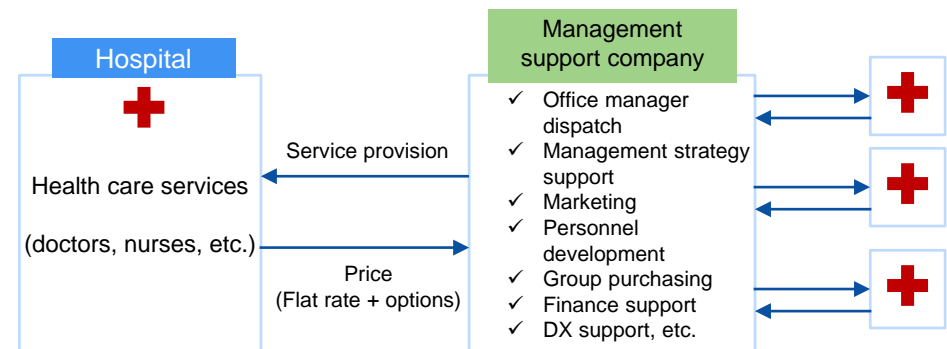 Hospital
Health care services
(doctors, nurses, etc.)
Service provision
Price
(Flat rate + options)
Management
support company
✓ Office manager
dispatch
✓ Management strategy
support
✓ Marketing
✓ Personnel
development
✓ Group purchasing
✓ Finance support
✓ DX support, etc.